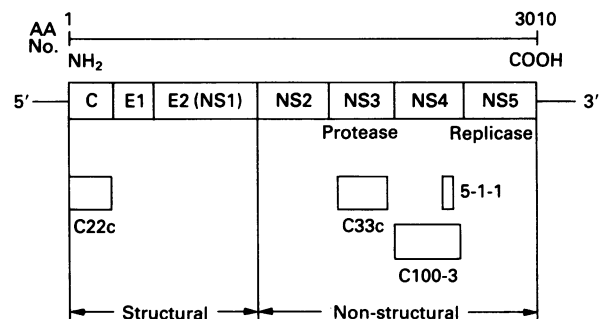 AA No. 1 3010
NH₂ COOH
5′ C E1 E2 (NS1) NS2 NS3 NS4 NS5 3′
Protease Replicase
5-1-1
C22c C33c
C100-3
Structural Non-structural